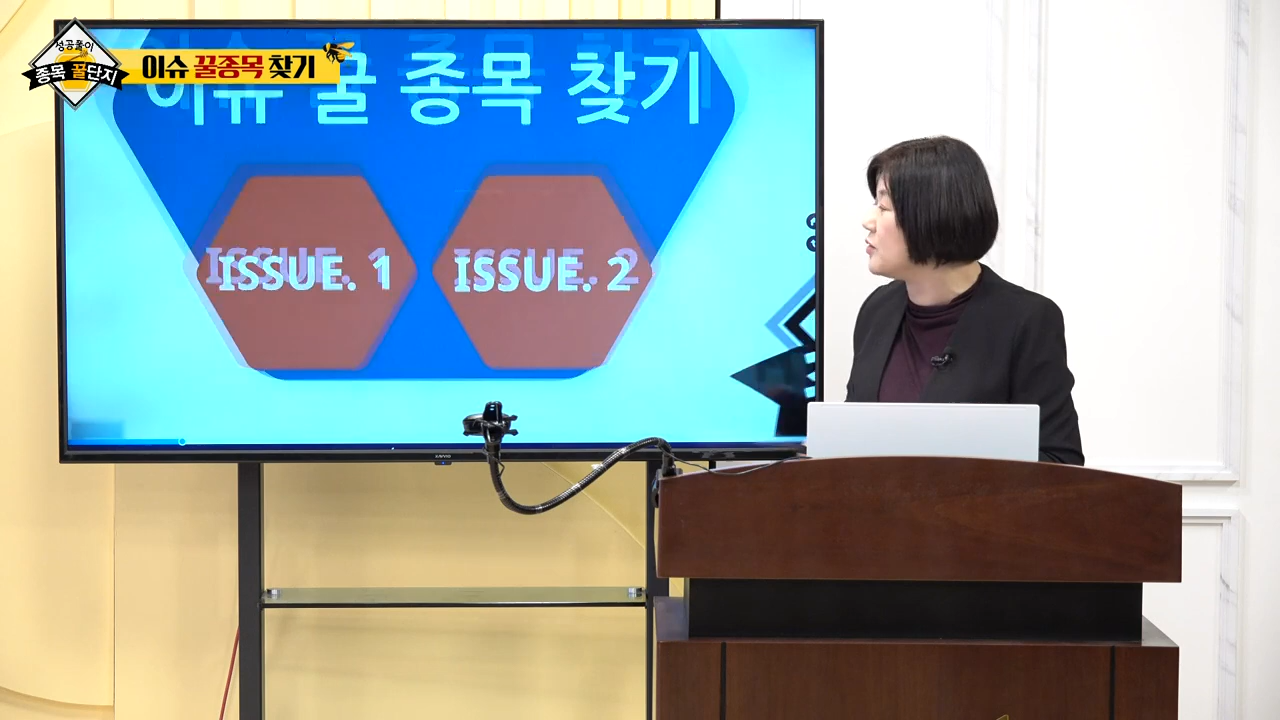 성공풀이
종목 꿀단지
이슈 꿀종목 찾기
이슈 꿀 종목 찾기
ISSUE. 1
ISSUE. 2